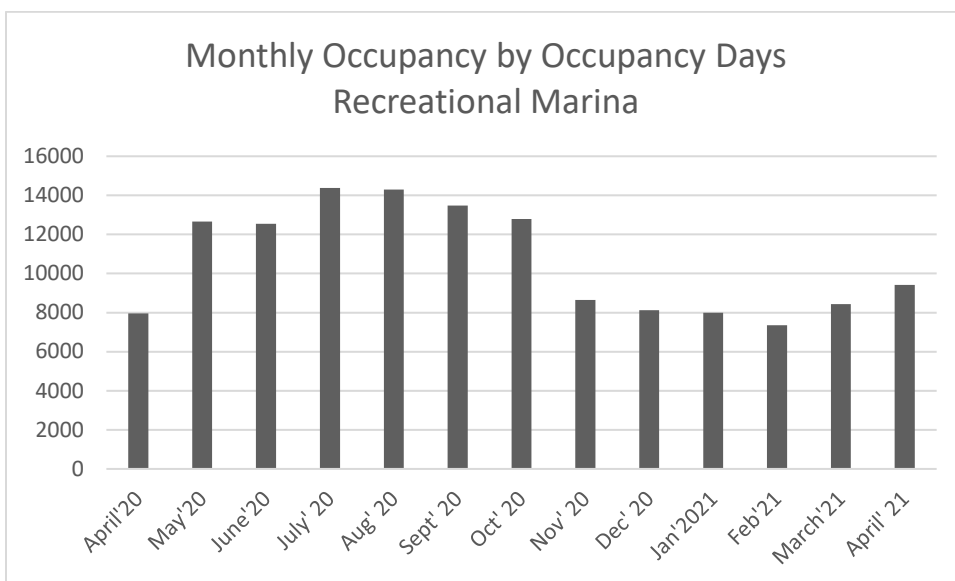 Monthly Occupancy by Occupancy Days
Recreational Marina
16000
14000
12000
10000
8000
6000
4000
2000
0
April'20
May'20
June'20
July' 20
Aug' 20
Sept' 20
Oct' 20
Nov' 20
Dec' 20
Jan'2021
Feb'21
March'21
April' 21